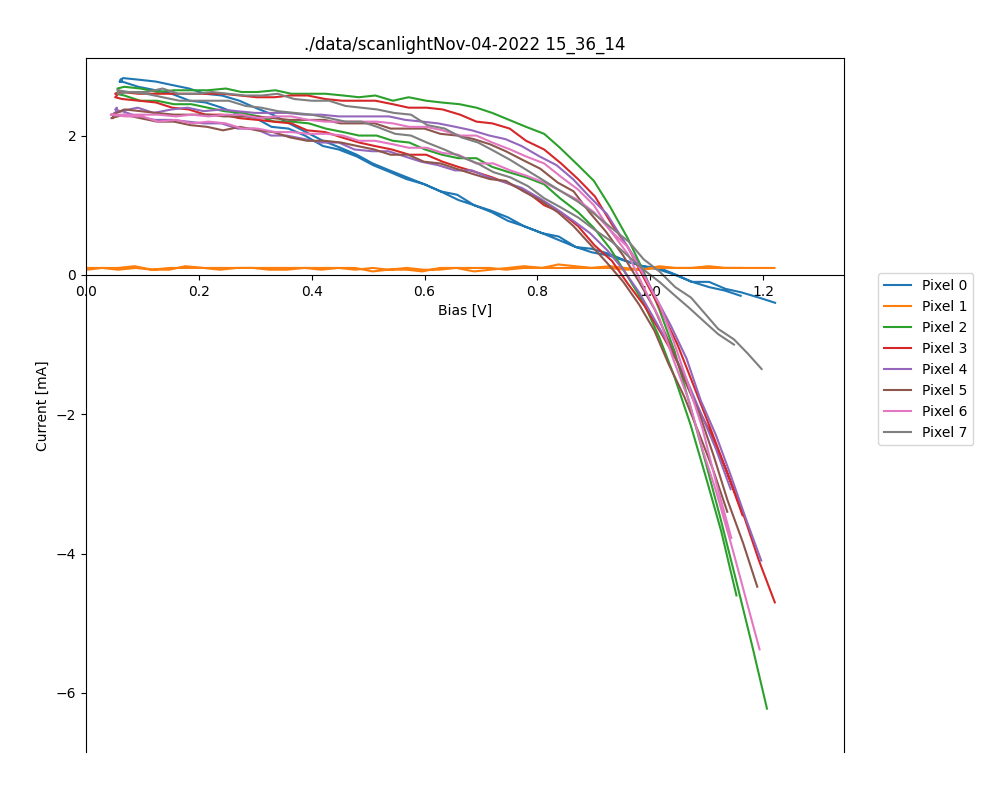 ./data/scanlightNov-04-2022 15_36_14
2
0
−2
−4
−6
0.0 0.2 0.4 0.6 0.8 1.0 1.2
Bias [V]
Current [mA]
Pixel 0
Pixel 1
Pixel 2
Pixel 3
Pixel 4
Pixel 5
Pixel 6
Pixel 7